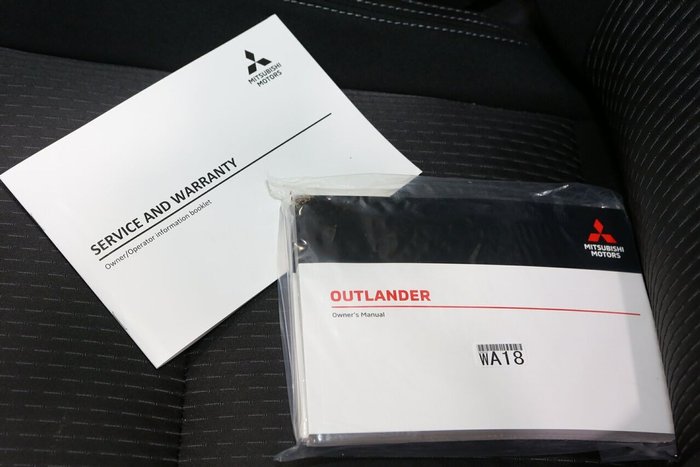 MITSUBISHI
MOTORS
SERVICE AND WARRANTY
Owner/Operator information booklet
MITSUBISHI
MOTORS
OUTLANDER
Owner's Manual
WA18